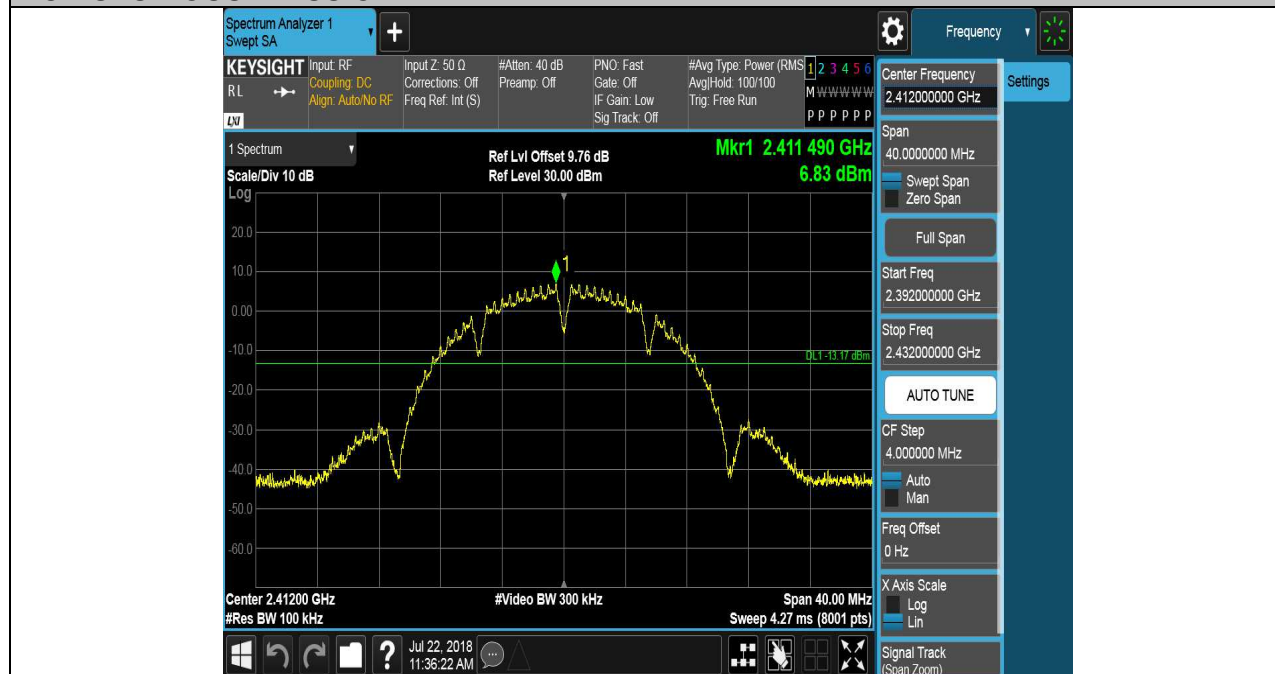 Spectrum Analyzer 1
Swept SA
+
Frequency
KEYSIGHT
RL
LXI
Input: RF
Coupling: DC
Align: Auto/No RF
Input Z: 50 Ω
Corrections: Off
Freq Ref: Int (S)
#Atten: 40 dB
Preamp: Off
PNO: Fast
Gate: Off
IF Gain: Low
Sig Track: Off
#Avg Type: Power (RMS
Avg|Hold: 100/100
Trig: Free Run
1 2 3 4 5 6
M W W W W W
P P P P P P
1 Spectrum
Scale/Div 10 dB
Log
Ref Lvl Offset 9.76 dB
Ref Level 30.00 dBm
Mkr1 2.411 490 GHz
6.83 dBm
20.0
10.0
0.00
-10.0
-20.0
-30.0
-40.0
-50.0
-60.0
1
DL1 -13.17 dBm
Center 2.41200 GHz
#Res BW 100 kHz
#Video BW 300 kHz
Span 40.00 MHz
Sweep 4.27 ms (8001 pts)
Jul 22, 2018
11:36:22 AM
?
Center Frequency
2.412000000 GHz
Settings
Span
40.0000000 MHz
Swept Span
Zero Span
Full Span
Start Freq
2.392000000 GHz
Stop Freq
2.432000000 GHz
AUTO TUNE
CF Step
4.000000 MHz
Auto
Man
Freq Offset
0 Hz
X Axis Scale
Log
Lin
Signal Track
(Span Zoom)